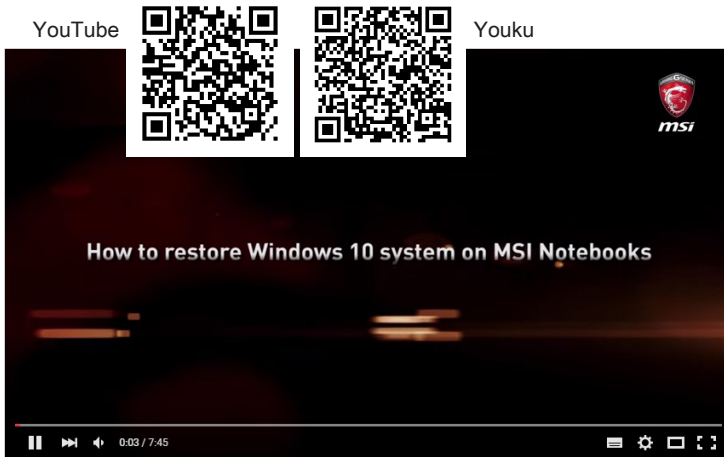 YouTube
Youku
msi
How to restore Windows 10 system on MSI Notebooks
0:03 / 7:45